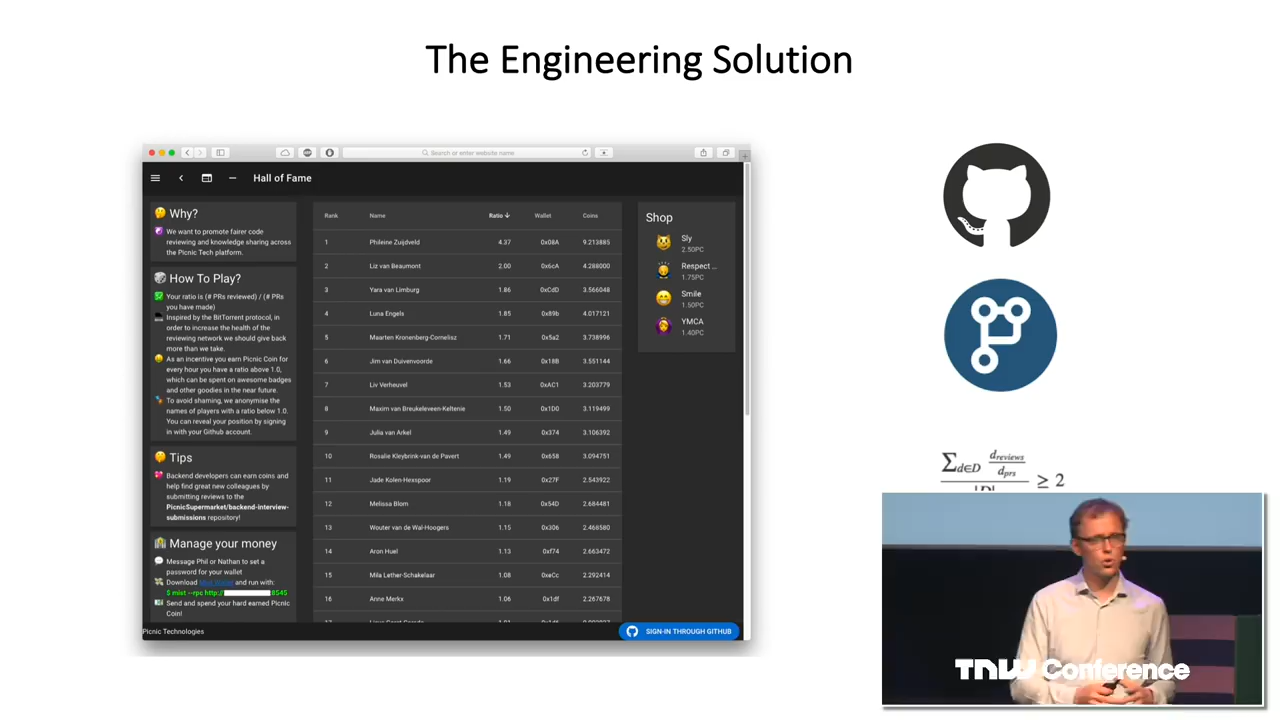 The Engineering Solution
Search or enter website name
Hall of Fame
Why?
We want to promote fairer code
reviewing and knowledge sharing across
the Picnic Tech platform.
How To Play?
Your ratio is (# PRs reviewed) / (# PRs
you have made)
Inspired by the BitTorrent protocol, in
order to increase the health of the
reviewing network we should give back
more than we take.
As an incentive you earn Picnic Coin for
every hour you have a ratio above 1.0,
which can be spent on awesome badges
and other goodies in the near future.
To avoid shaming, we anonymise the
names of players with a ratio below 1.0.
You can reveal your position by signing
in with your Github account.
Tips
Backend developers can earn coins and
help find great new colleagues by
submitting reviews to the
PicnicSupermarket/backend-interview-
submissions repository!
Manage your money
Message Phil or Nathan to set a
password for your wallet
Download and run with:
$ mist --rpc http:// 8545
Send and spend your hard earned Picnic
Coin!
Rank Name Ratio ↓ Wallet Coins
1 Phileine Zuijdveld 4.37 0x08A 9.213885
2 Liz van Beaumont 2.00 0x6cA 4.288000
3 Yara van Limburg 1.86 0xCdD 3.566048
4 Luna Engels 1.85 0x89b 4.017121
5 Maarten Kronenberg-Cornelisz 1.71 0x5a2 3.738996
6 Jim van Duivenvoorde 1.66 0x18B 3.551144
7 Liv Verheuvel 1.53 0xAC1 3.203779
8 Maxim van Breukeleveen-Keltenie 1.50 0x1D0 3.119499
9 Julia van Arkel 1.49 0x374 3.106392
10 Rosalie Kleybrink-van de Pavert 1.49 0x658 3.094751
11 Jade Kolen-Hexspoor 1.19 0x27F 2.543922
12 Melissa Blom 1.18 0x54D 2.684481
13 Wouter van de Wal-Hoogers 1.15 0x306 2.468580
14 Aron Huel 1.13 0xf74 2.663472
15 Mila Lether-Schakelaar 1.08 0xeCc 2.292414
16 Anne Merkx 1.06 0x1df 2.267678
Shop
Sly
2.50PC
Respect ...
1.75PC
Smile
1.50PC
YMCA
1.40PC
Picnic Technologies
SIGN-IN THROUGH GITHUB
∑d∈D dreviews
dprs
|D| ≥ 2
TNW Conference